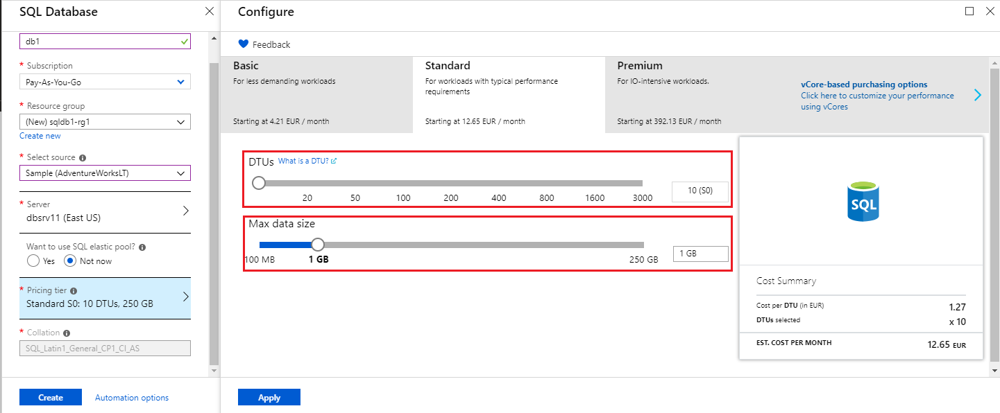 SQL Database
db1
* Subscription
Pay-As-You-Go
* Resource group
(New) sqldb1-rg1
Create new
* Select source
Sample (AdventureWorksLT)
* Server
dbsrv11 (East US)
Want to use SQL elastic pool?
Yes
Not now
* Pricing tier
Standard S0: 10 DTUs, 250 GB
* Collation
SQL_Latin1_General_CP1_CI_AS
Create
Automation options
Configure
Feedback
Basic
For less demanding workloads
Starting at 4.21 EUR / month
Standard
For workloads with typical performance
requirements
Starting at 12.65 EUR / month
Premium
For IO-intensive workloads.
Starting at 392.13 EUR / month
vCore-based purchasing options
Click here to customize your performance
using vCores
DTUs What is a DTU?
20 50 100 200 400 800 1600 3000
10 (S0)
Max data size
100 MB 1 GB 250 GB
1 GB
SQL
Cost Summary
Cost per DTU (in EUR) 1.27
DTUs selected x 10
EST. COST PER MONTH 12.65 EUR
Apply